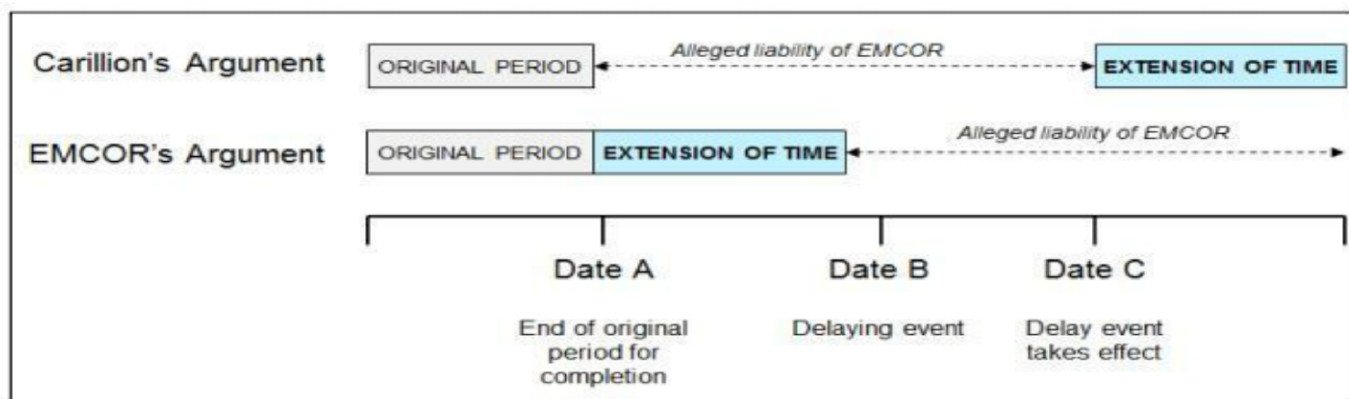 Carillion's Argument
ORIGINAL PERIOD
Alleged liability of EMCOR
EXTENSION OF TIME
EMCOR's Argument
ORIGINAL PERIOD
EXTENSION OF TIME
Alleged liability of EMCOR
Date A
Date B
Date C
End of original
period for
completion
Delaying event
Delay event
takes effect